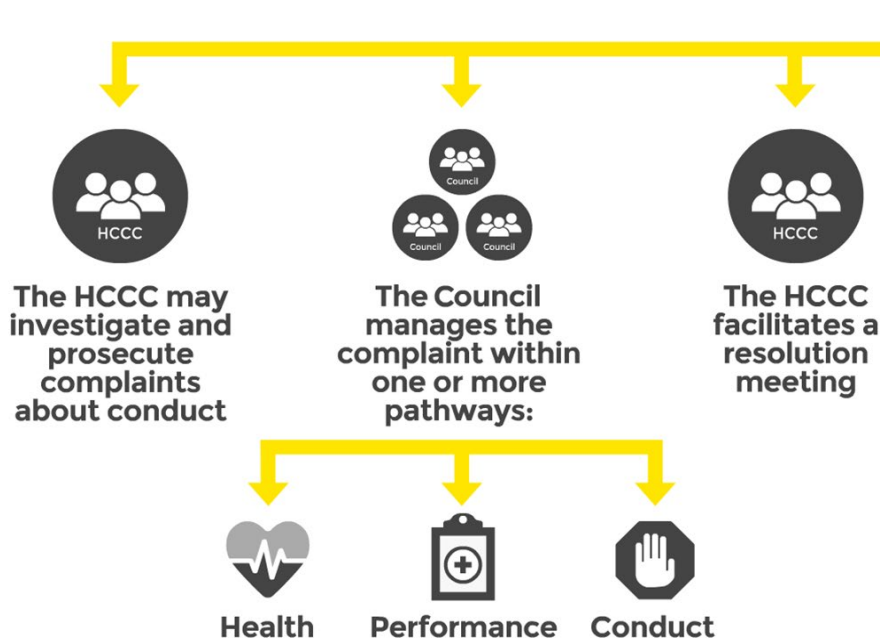 HCCC
The HCCC may
investigate and
prosecute
complaints
about conduct
Council
Council
Council
The Council
manages the
complaint within
one or more
pathways:
HCCC
The HCCC
facilitates a
resolution
meeting
Health
Performance
Conduct